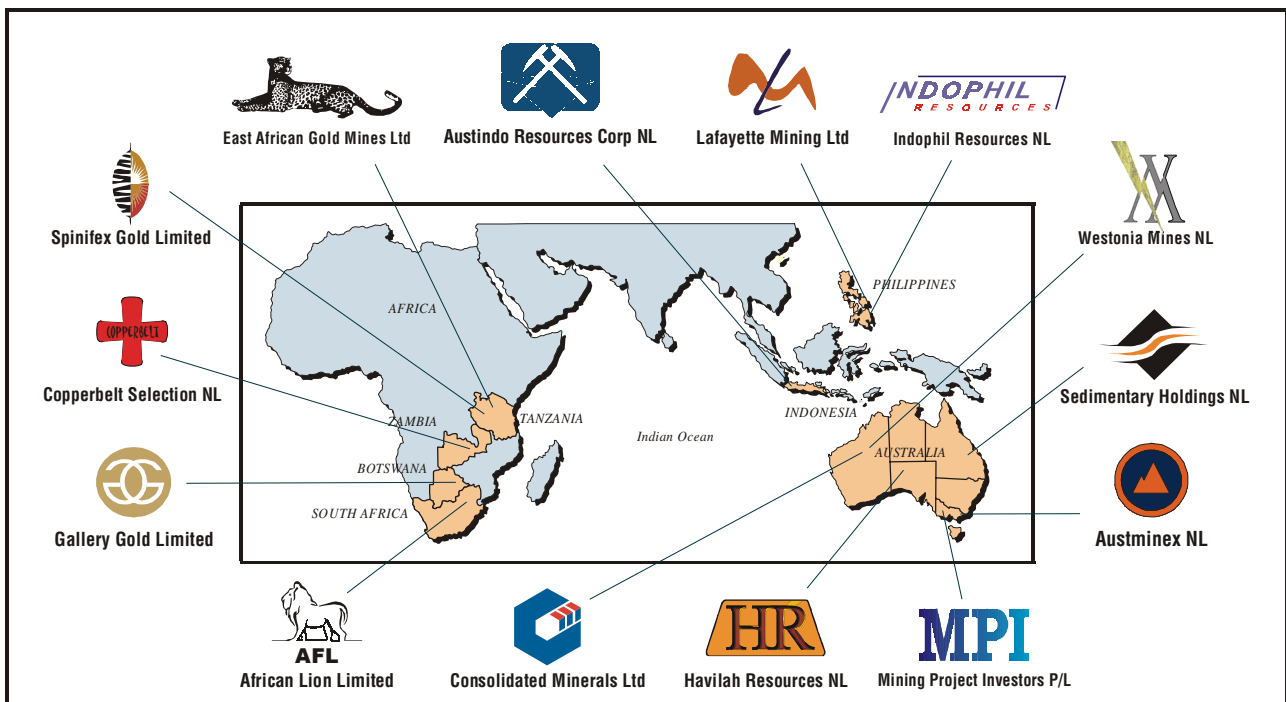 East African Gold Mines Ltd
Austindo Resources Corp NL
Lafayette Mining Ltd
INDOPHIL
RESOURCES
Indophil Resources NL
Spinifex Gold Limited
Westonia Mines NL
COPPERBELT
Copperbelt Selection NL
Sedimentary Holdings NL
Gallery Gold Limited
Austminex NL
AFRICA
PHILIPPINES
INDONESIA
ZAMBIA
TANZANIA
Indian Ocean
AUSTRALIA
BOTSWANA
SOUTH AFRICA
AFL
African Lion Limited
Consolidated Minerals Ltd
HR
Havilah Resources NL
MPI
Mining Project Investors P/L